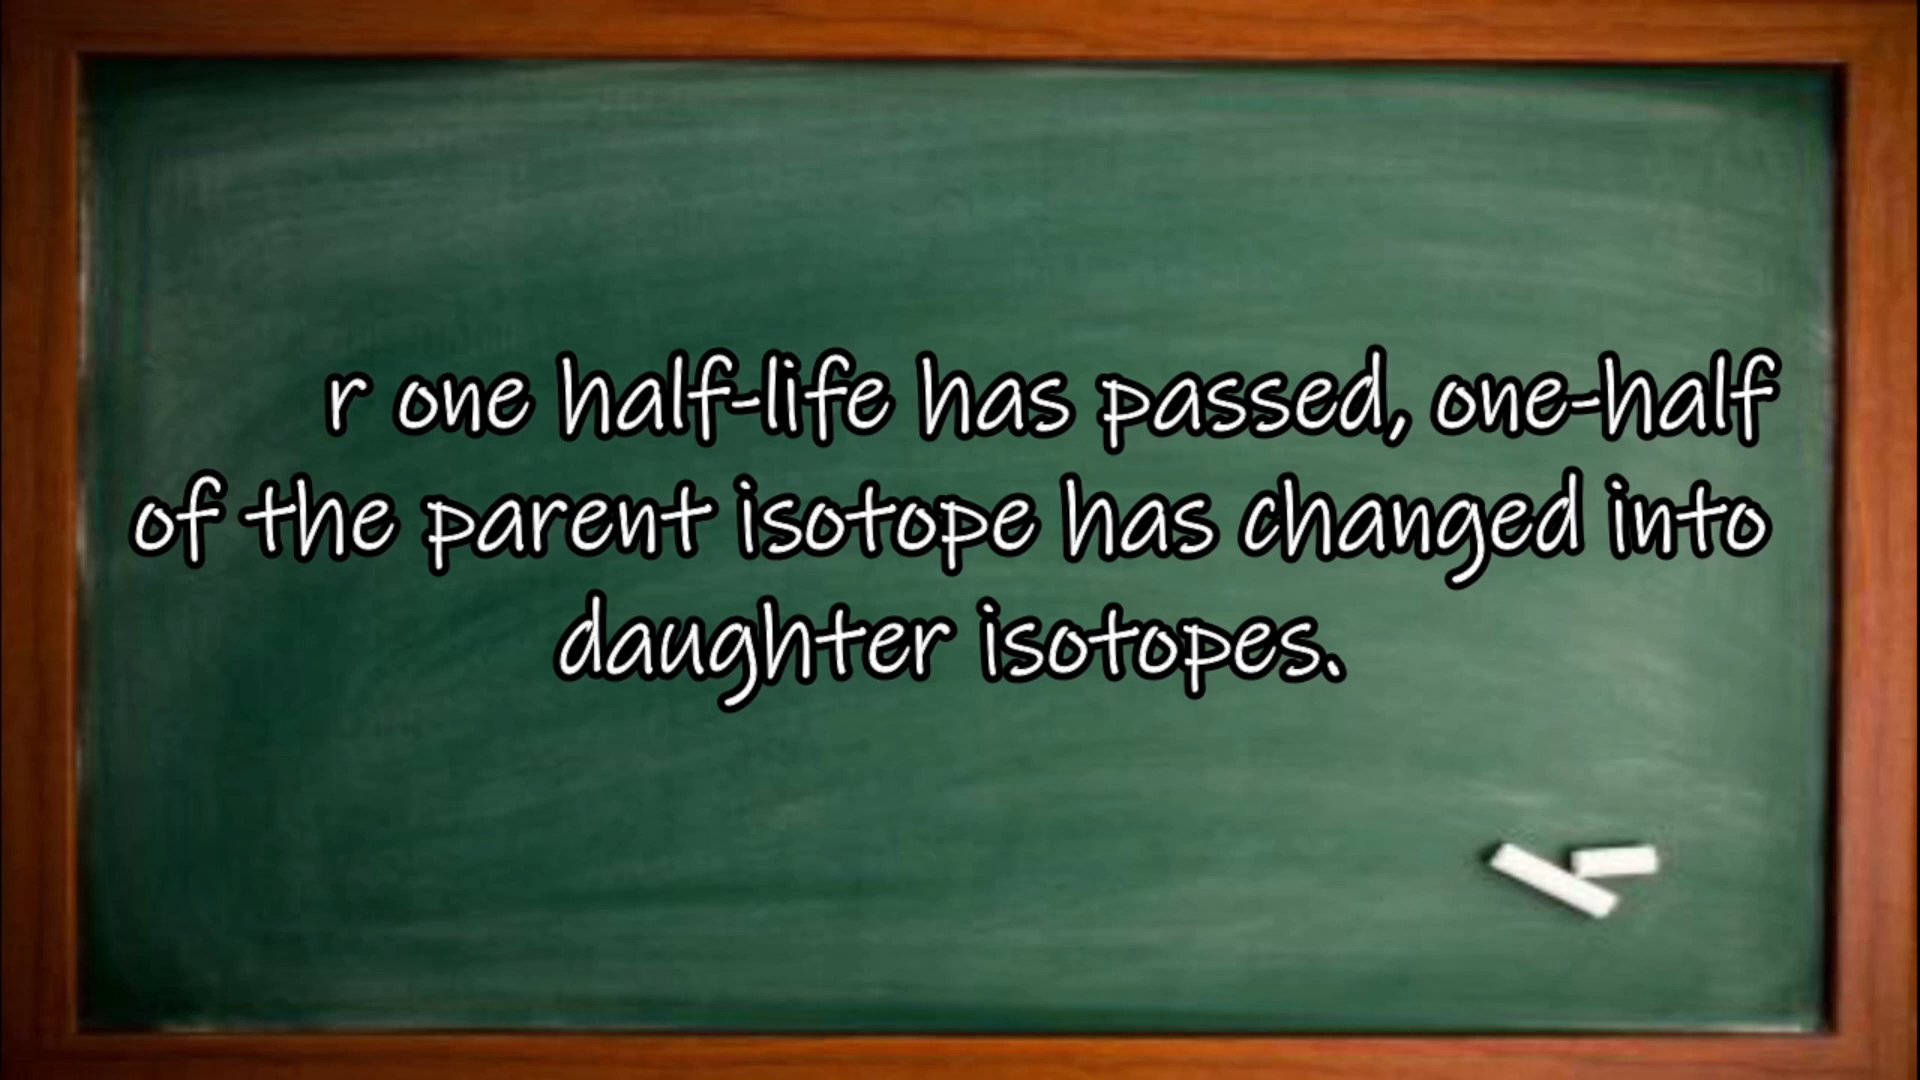 r one half-life has passed, one-half
of the parent isotope has changed into
daughter isotopes.